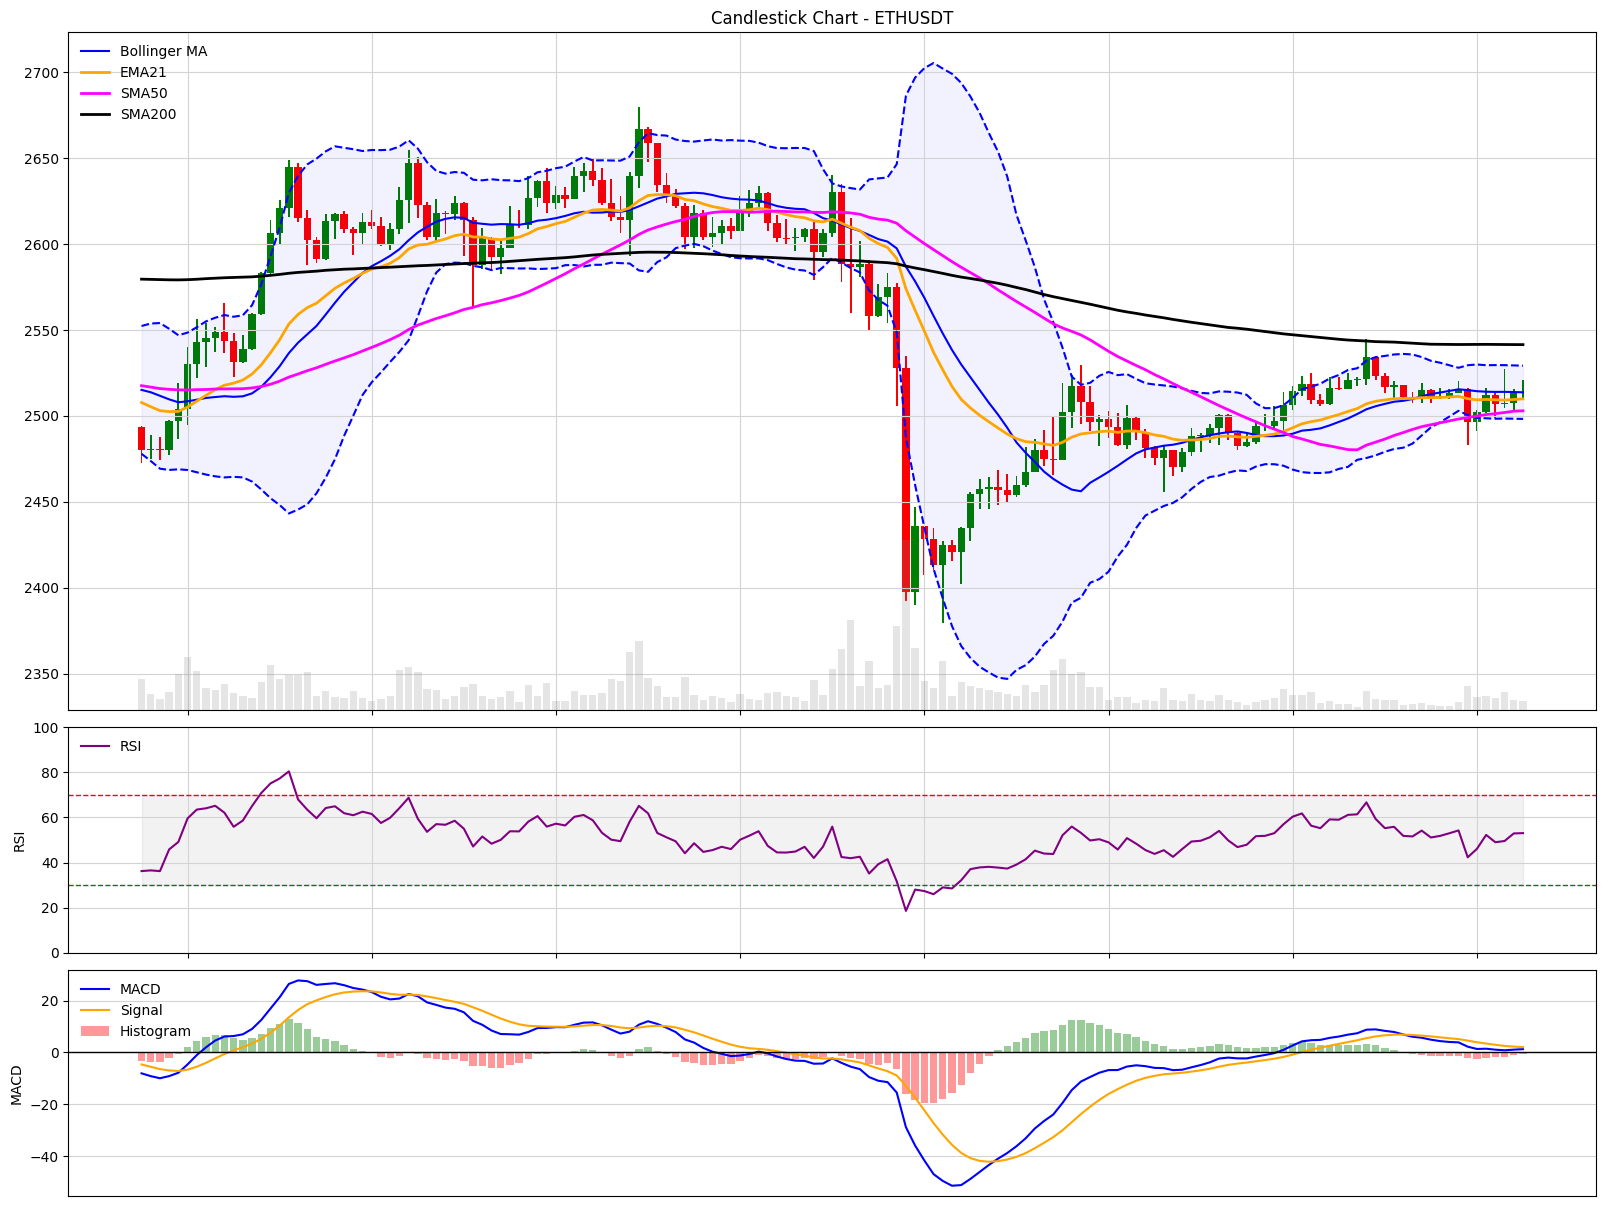 Candlestick Chart - ETHUSDT
Bollinger MA
EMA21
SMA50
SMA200
2700
2650
2600
2550
2500
2450
2400
2350
RSI
100
80
60
40
20
0
RSI
MACD
Signal
Histogram
20
0
−20
−40
MACD